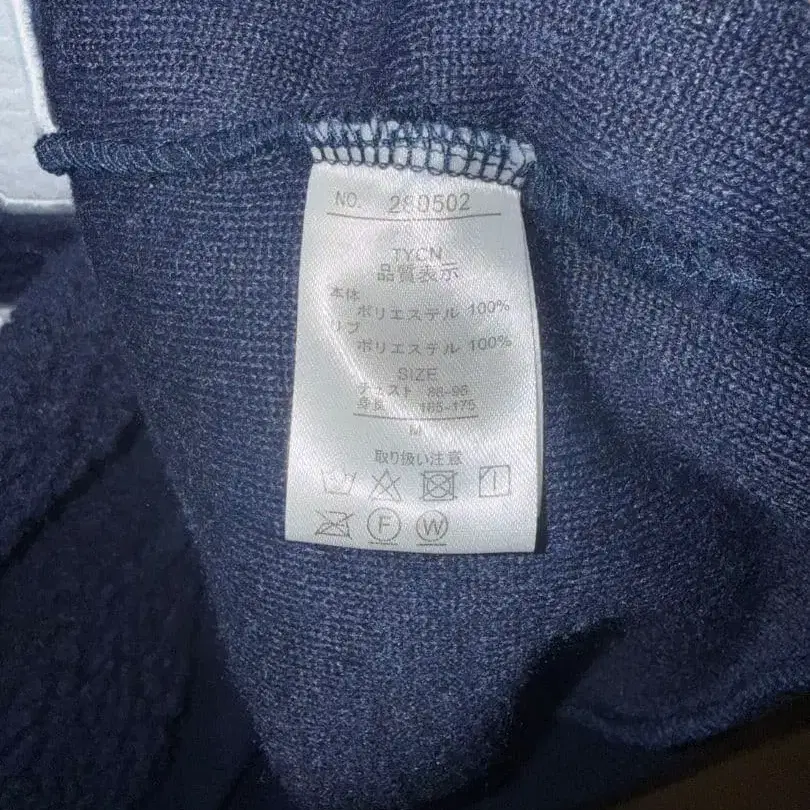 NO. 280502
TYCN
品質表示
本体
ポリエステル 100%
リブ
ポリエステル 100%
SIZE
チェスト 88-96
身長 165-175
M
取り扱い注意
F W